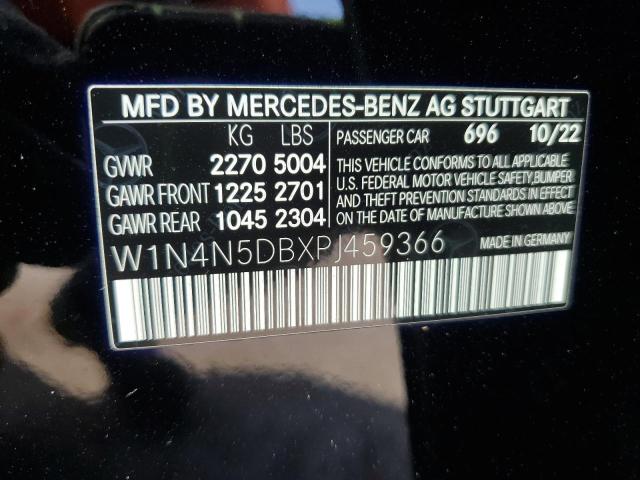 MFD BY MERCEDES-BENZ AG STUTTGART
KG LBS
GVWR 2270 5004
GAWR FRONT 1225 2701
GAWR REAR 1045 2304
PASSENGER CAR 696 10/22
THIS VEHICLE CONFORMS TO ALL APPLICABLE
U.S. FEDERAL MOTOR VEHICLE SAFETY, BUMPER
AND THEFT PREVENTION STANDARDS IN EFFECT
ON THE DATE OF MANUFACTURE SHOWN ABOVE.
W1N4N5DBXPJ459366 MADE IN GERMANY